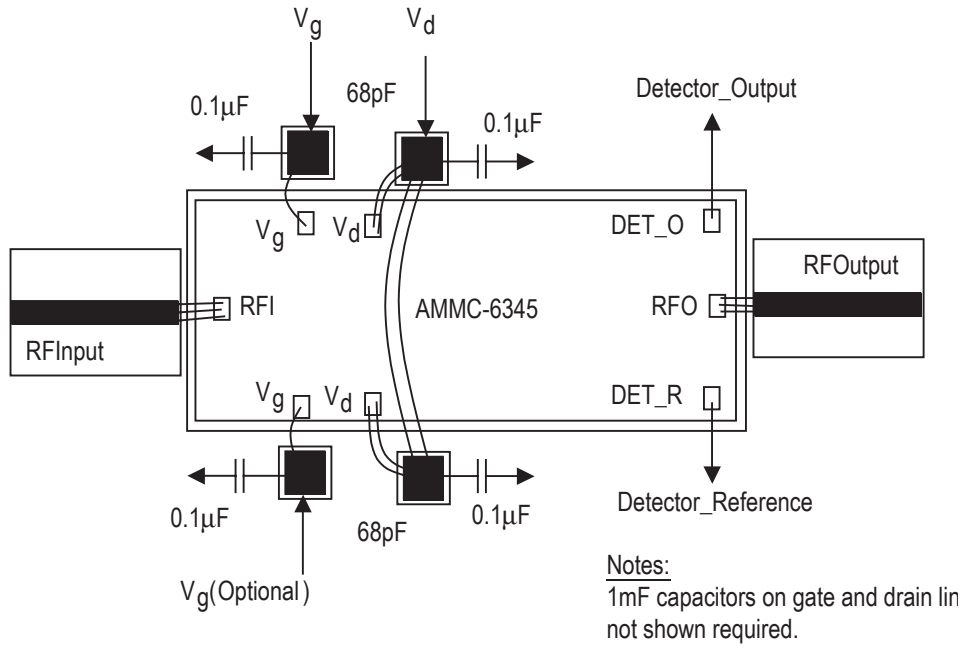 Vg
Vd
68pF
0.1μF
0.1μF
Detector_Output
Vg
Vd
DET_O
RFOutput
RFI
AMMC-6345
RFO
RFInput
Vg
Vd
DET_R
0.1μF
68pF
0.1μF
Detector_Reference
Vg(Optional)
Notes:
1mF capacitors on gate and drain lin
not shown required.